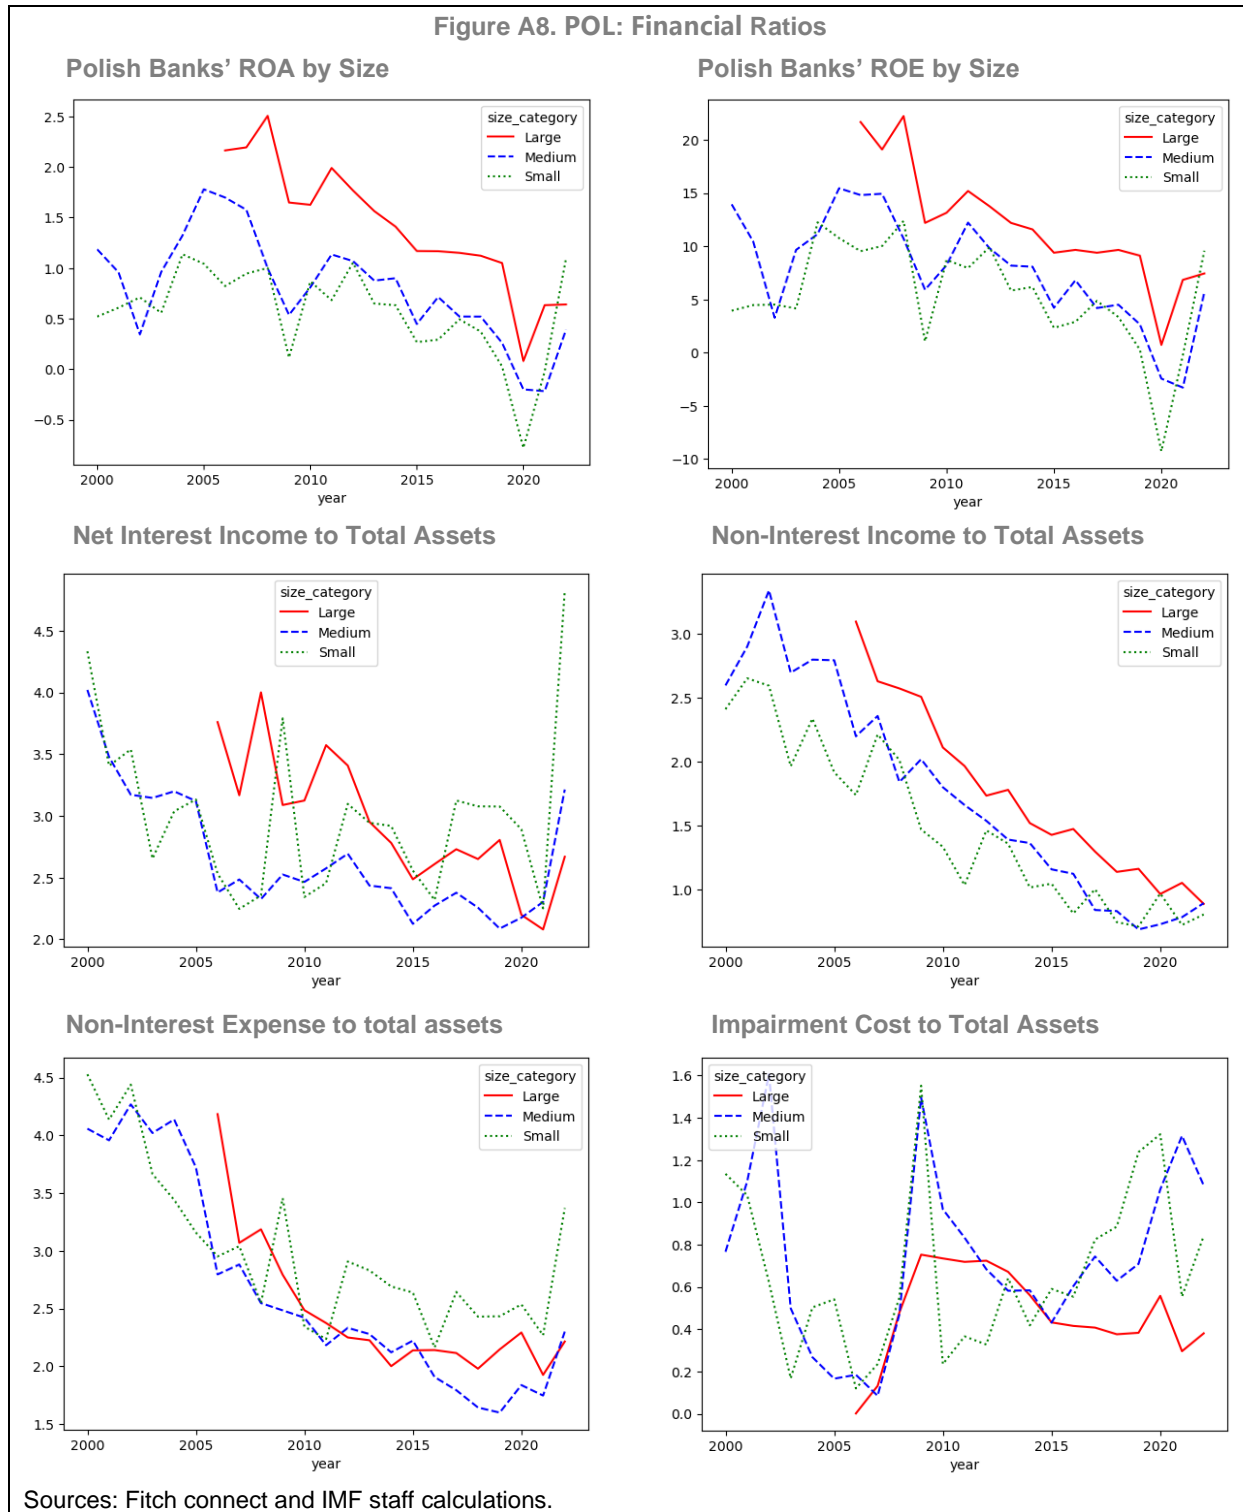 Figure A8. POL: Financial Ratios
Polish Banks’ ROA by Size
2.5
2.0
1.5
1.0
0.5
0.0
−0.5
size_category
Large
Medium
Small
2000 2005 2010 2015 2020
year
Polish Banks’ ROE by Size
20
15
10
5
0
−5
−10
size_category
Large
Medium
Small
2000 2005 2010 2015 2020
year
Net Interest Income to Total Assets
4.5
4.0
3.5
3.0
2.5
2.0
size_category
Large
Medium
Small
2000 2005 2010 2015 2020
year
Non-Interest Income to Total Assets
3.0
2.5
2.0
1.5
1.0
size_category
Large
Medium
Small
2000 2005 2010 2015 2020
year
Non-Interest Expense to total assets
4.5
4.0
3.5
3.0
2.5
2.0
1.5
size_category
Large
Medium
Small
2000 2005 2010 2015 2020
year
Impairment Cost to Total Assets
1.6
1.4
1.2
1.0
0.8
0.6
0.4
0.2
0.0
size_category
Large
Medium
Small
2000 2005 2010 2015 2020
year
Sources: Fitch connect and IMF staff calculations.